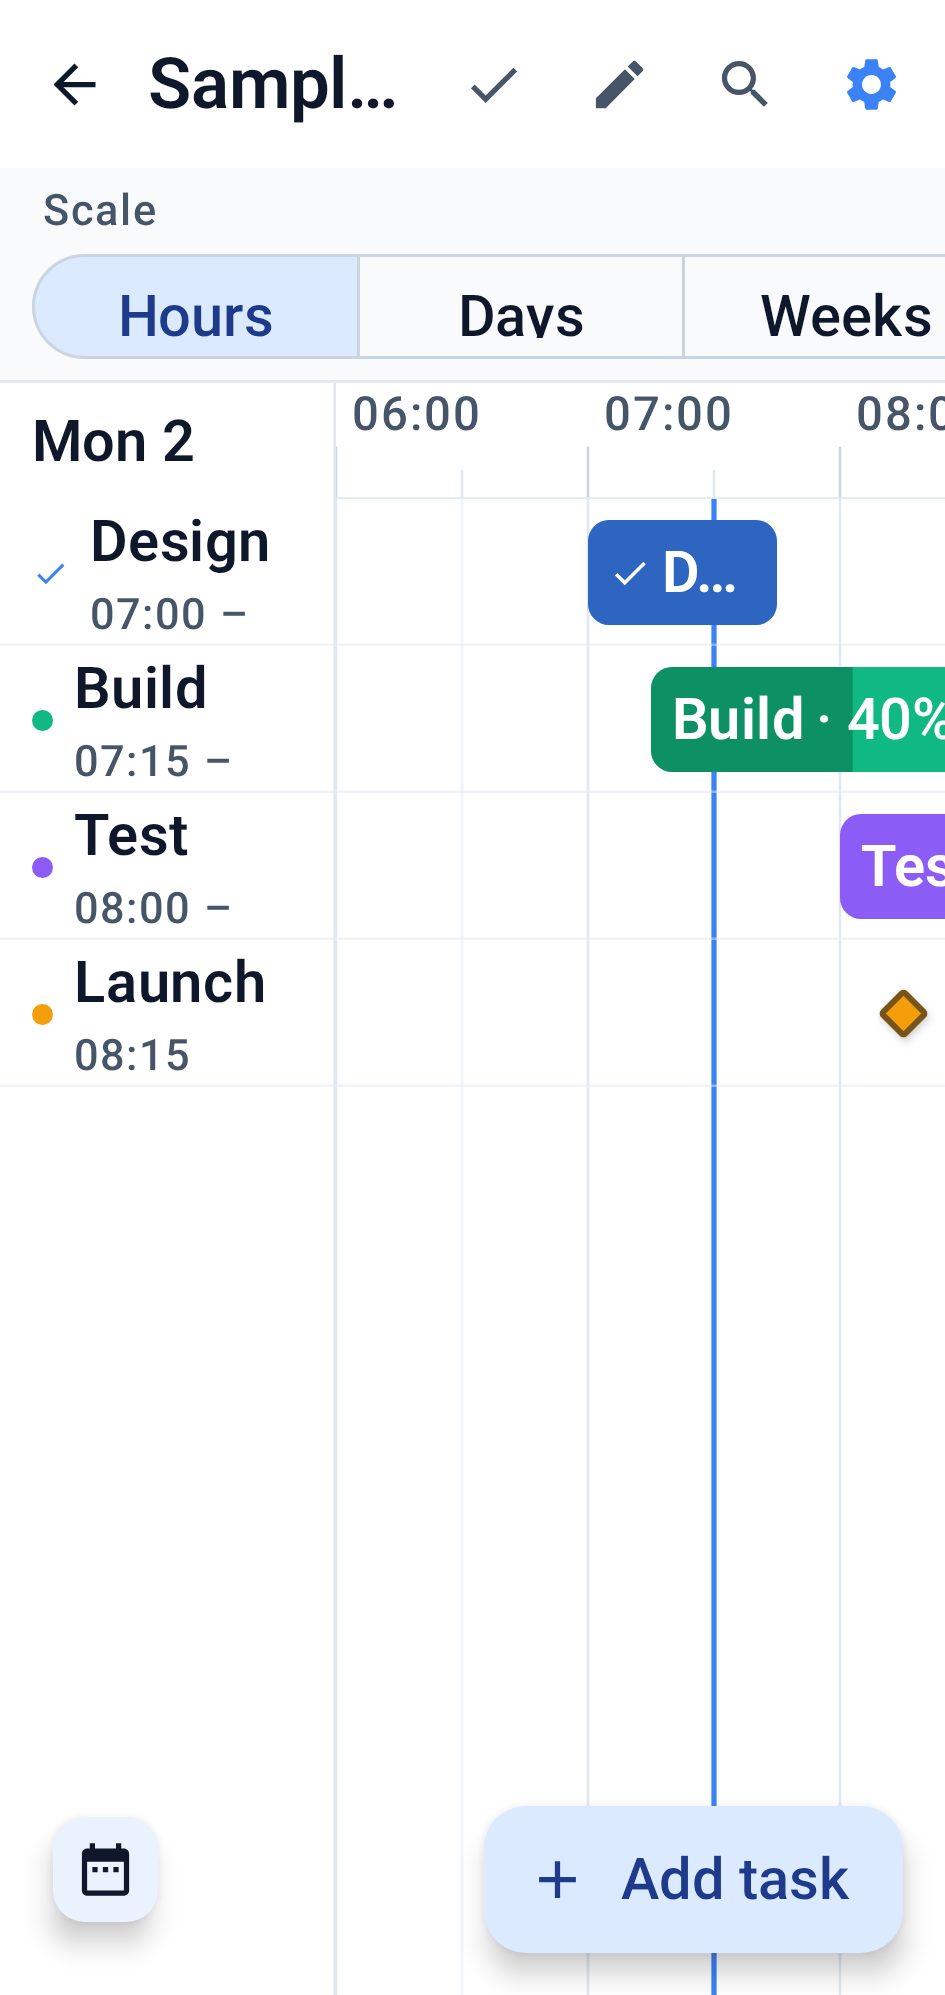 Sampl...
Scale
Hours
Days
Weeks
Mon 2
06:00
07:00
Design
07:00 –
D...
Build
07:15 –
Build · 40%
Test
08:00 –
Tes
Launch
08:15
Add task